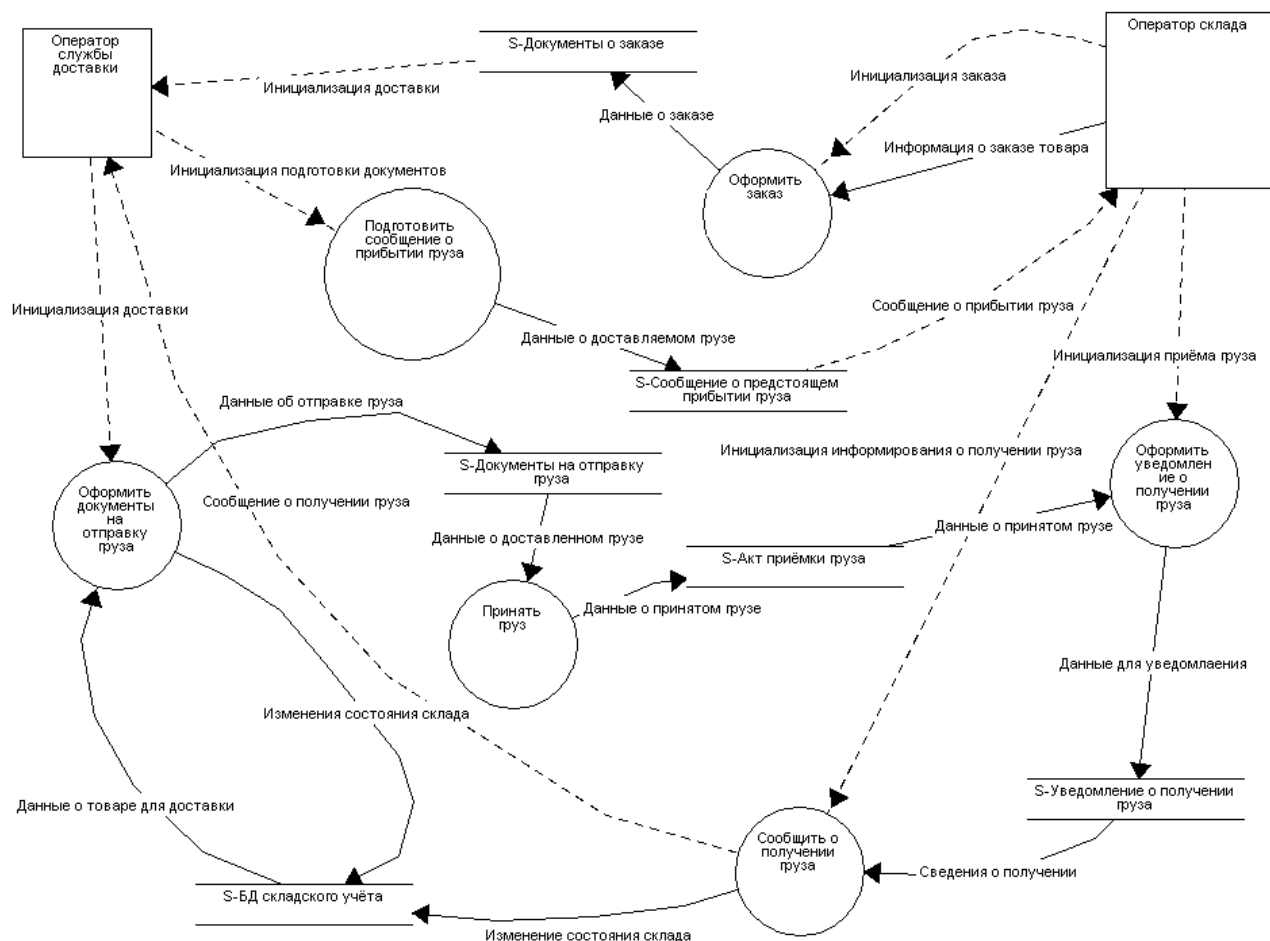 Оператор
службы
доставки
S-Документы о заказе
Оператор склада
Инициализация заказа
Инициализация доставки
Данные о заказе
Информация о заказе товара
Инициализация подготовки документов
Оформить
заказ
Подготовить
сообщение о
прибытии груза
Инициализация доставки
Сообщение о прибытии груза
Данные о доставляемом грузе
Инициализация приёма груза
S-Сообщение о предстоящем
прибытии груза
Данные об отправке груза
Инициализация информирования о получении груза
Оформить
уведомлен
ие о
получении
груза
S-Документы на отправку
груза
Оформить
документы
на
отправку
груза
Сообщение о получении груза
Данные о принятом грузе
Данные о доставленном грузе
S-Акт приёмки груза
Принять
груз
Данные о принятом грузе
Данные для уведомлаения
Изменения состояния склада
Данные о товаре для доставки
S-Уведомление о получении
груза
Сообщить о
получении
груза
Сведения о получении
S-БД складского учёта
Изменение состояния склада